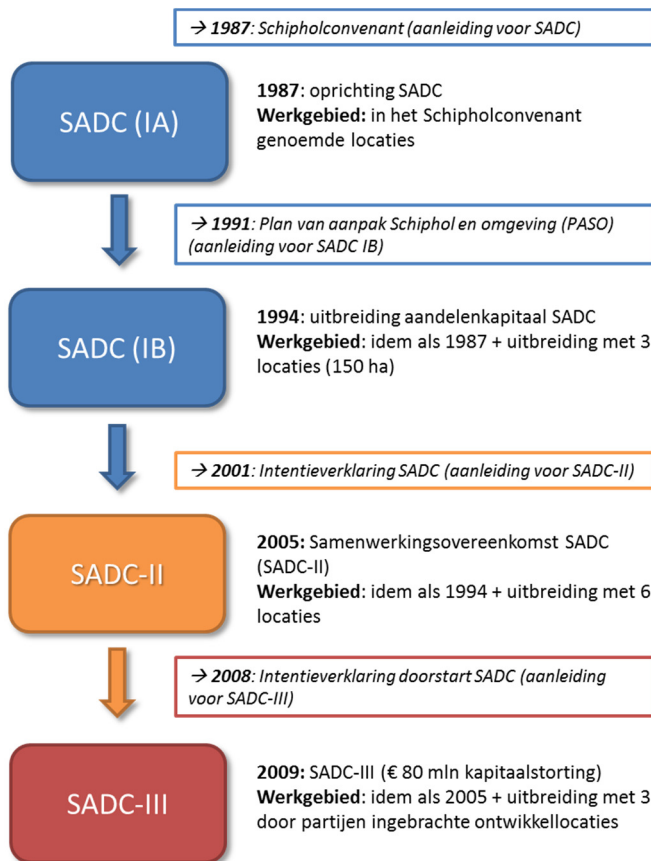 → 1987: Schipholconvenant (aanleiding voor SADC)
SADC (IA)
1987: oprichting SADC
Werkgebied: in het Schipholconvenant
genoemde locaties
→ 1991: Plan van aanpak Schiphol en omgeving (PASO)
(aanleiding voor SADC IB)
SADC (IB)
1994: uitbreiding aandelenkapitaal SADC
Werkgebied: idem als 1987 + uitbreiding met 3
locaties (150 ha)
→ 2001: Intentieverklaring SADC (aanleiding voor SADC-II)
SADC-II
2005: Samenwerkingsovereenkomst SADC
(SADC-II)
Werkgebied: idem als 1994 + uitbreiding met 6
locaties
→ 2008: Intentieverklaring doorstart SADC (aanleiding
voor SADC-III)
SADC-III
2009: SADC-III (€ 80 mln kapitaalstorting)
Werkgebied: idem als 2005 + uitbreiding met 3
door partijen ingebrachte ontwikkellocaties